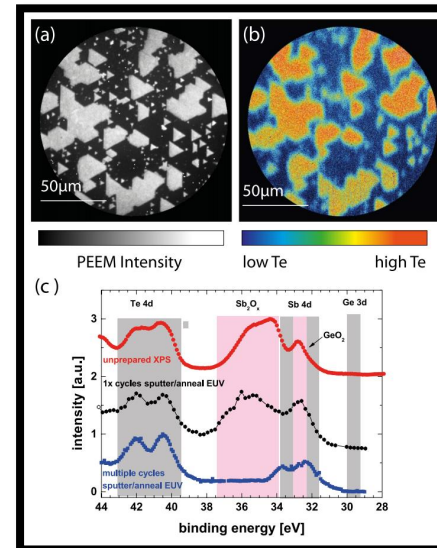 (a)
(b)
50µm
50µm
PEEM Intensity
low Te
high Te
(c)
Te 4d
Sb₂Oₓ
Sb 4d
Ge 3d
GeO₂
unprepared XPS
1x cycles sputter/anneal EUV
multiple cycles
sputter/anneal EUV
intensity [a.u.]
3
2
1
0
44 42 40 38 36 34 32 30 28
binding energy [eV]